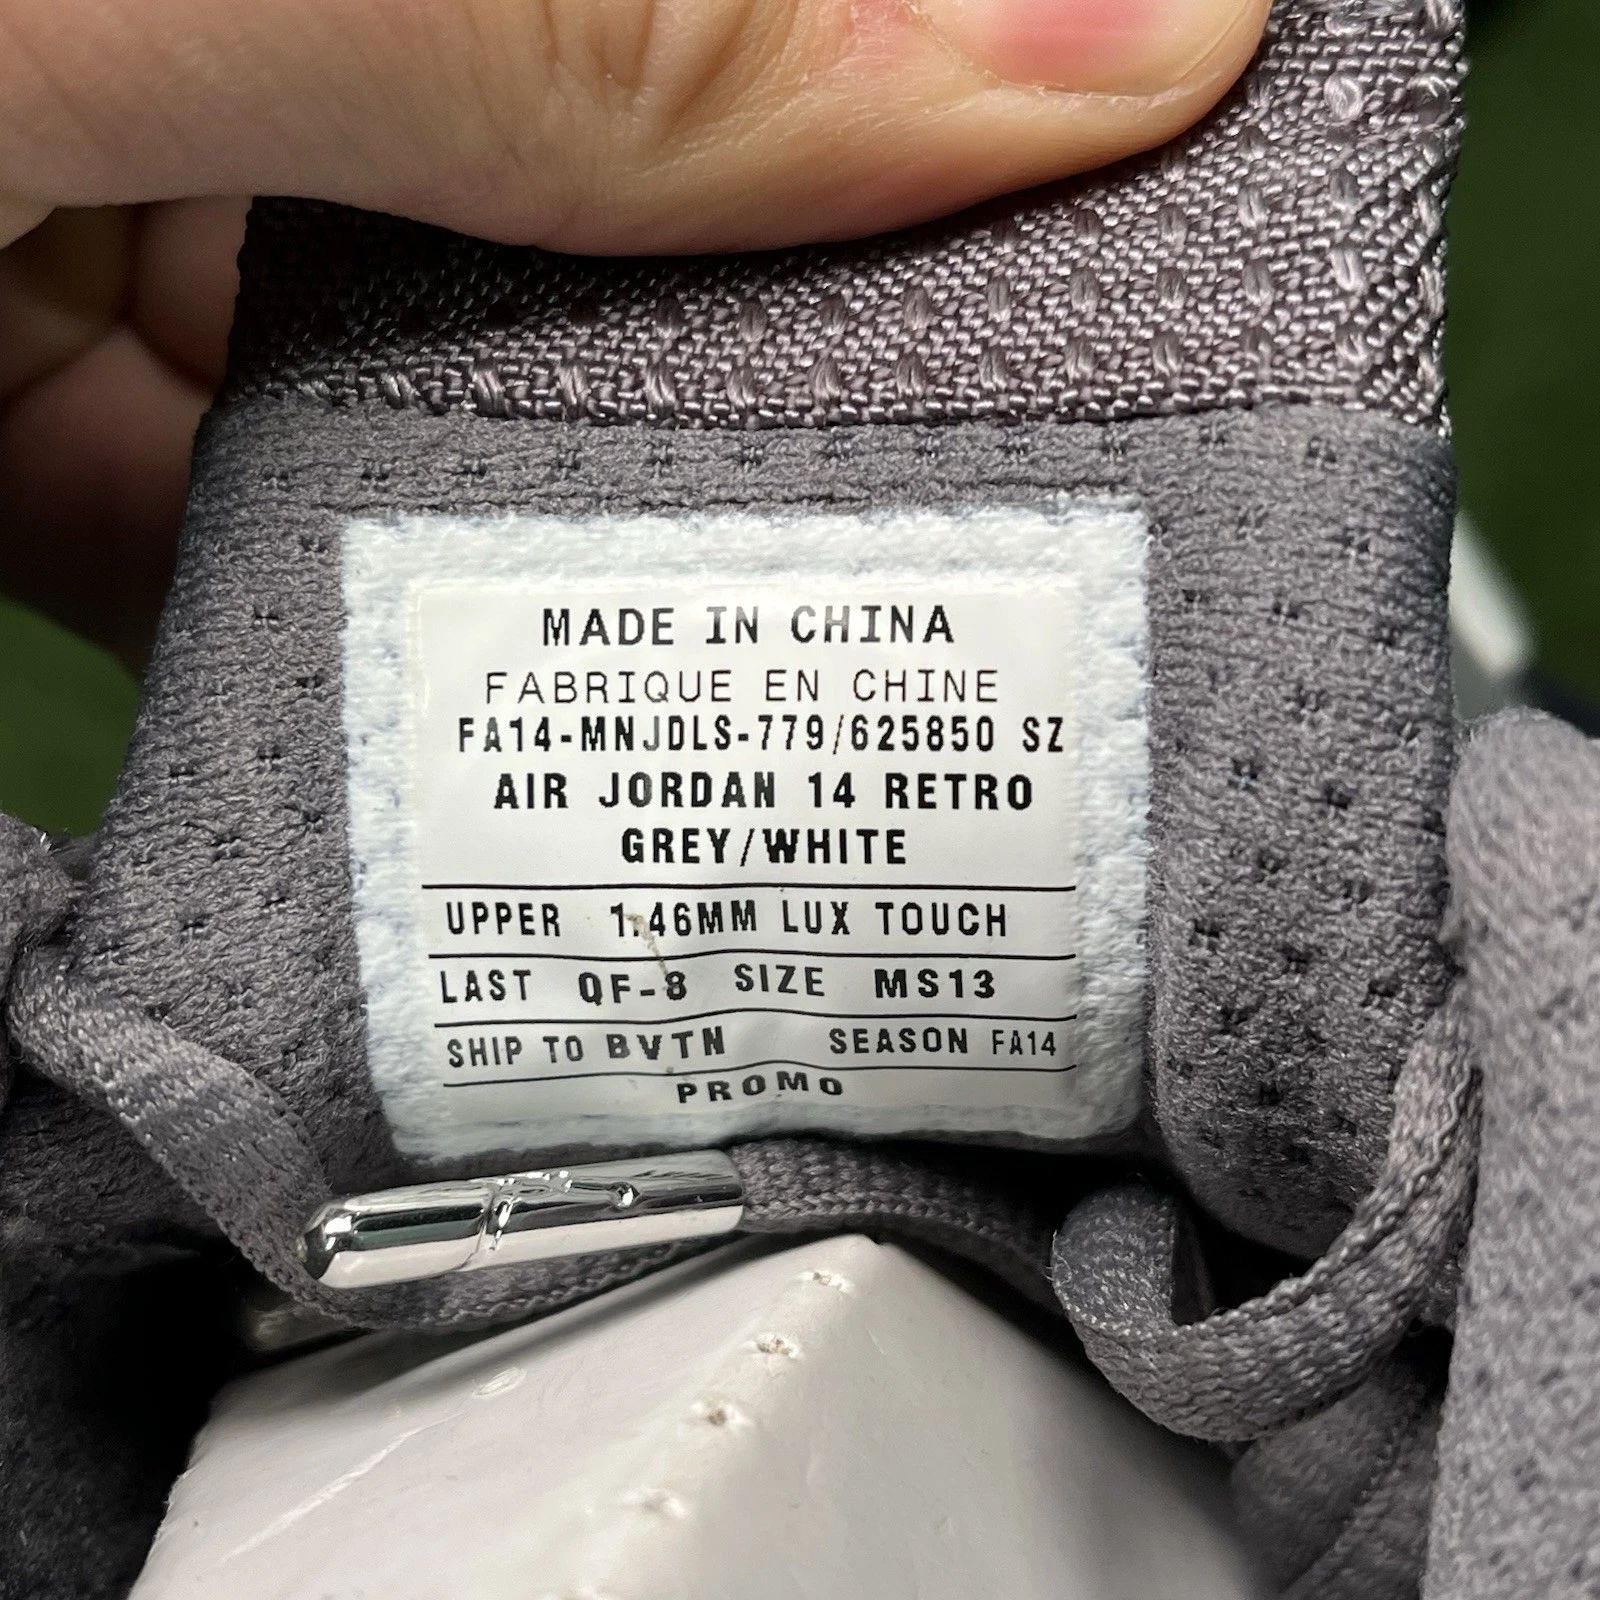 MADE IN CHINA
FABRIQUE EN CHINE
FA14-MNJDLS-779/625850 SZ
AIR JORDAN 14 RETRO
GREY/WHITE
UPPER 1.46MM LUX TOUCH
LAST QF-8 SIZE MS13
SHIP TO BVTN SEASON FA14
PROMO